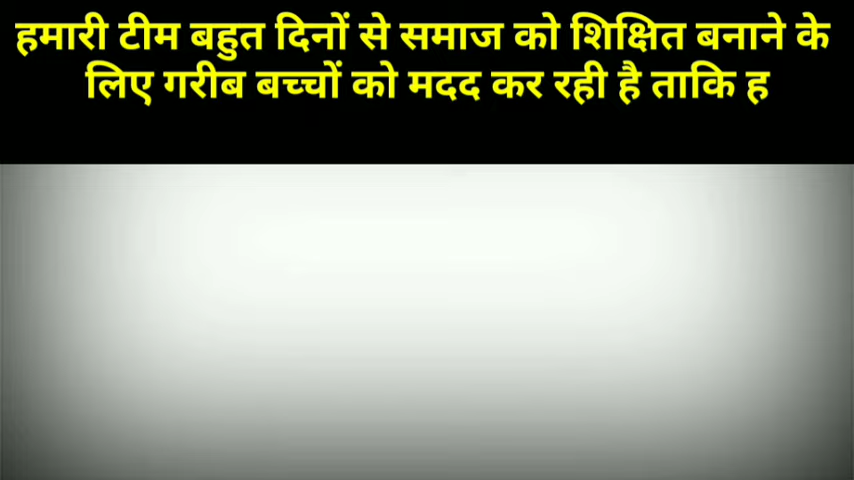 हमारी टीम बहुत दिनों से समाज को शिक्षित बनाने के
लिए गरीब बच्चों को मदद कर रही है ताकि ह